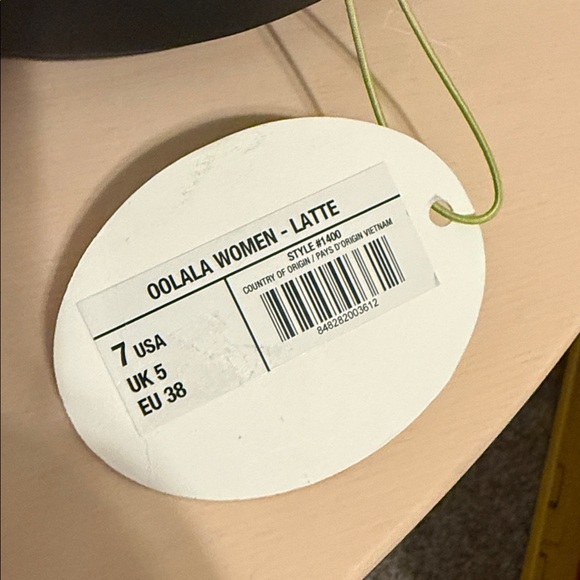 OOLALA WOMEN - LATTE
STYLE #1400
COUNTRY OF ORIGIN / PAYS D'ORIGIN VIETNAM
848282003612
7 USA
UK 5
EU 38